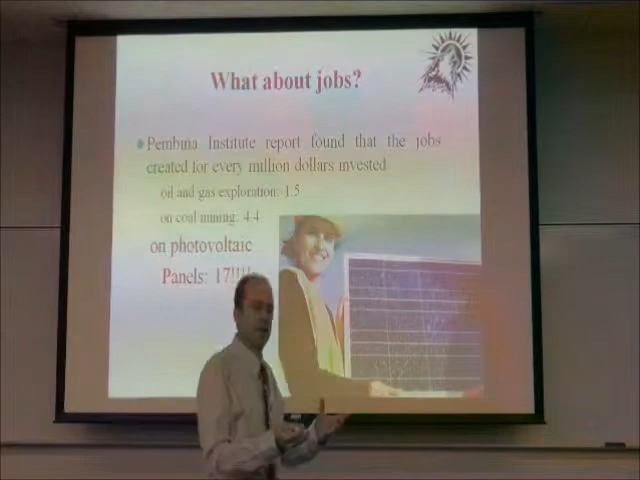 What about jobs?
Pembina Institute report found that the jobs
created for every million dollars invested
oil and gas exploration: 1.5
on coal mining: 4.4
on photovoltaic
Panels: 17!!!!